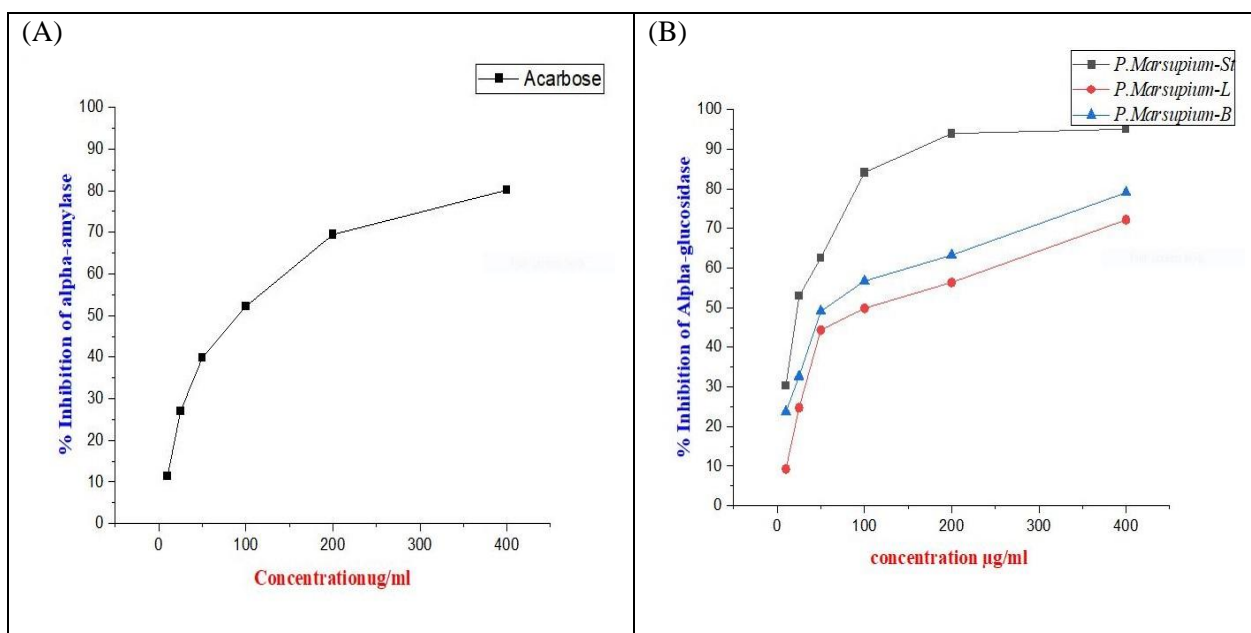 (A)
Acarbose
100
90
80
70
60
50
40
30
20
10
0
% Inhibition of alpha-amylase
0 100 200 300 400
Concentrationug/ml
(B)
P.Marsupium-St
P.Marsupium-L
P.Marsupium-B
100
90
80
70
60
50
40
30
20
10
0
% Inhibition of Alpha-glucosidase
0 100 200 300 400
concentration µg/ml